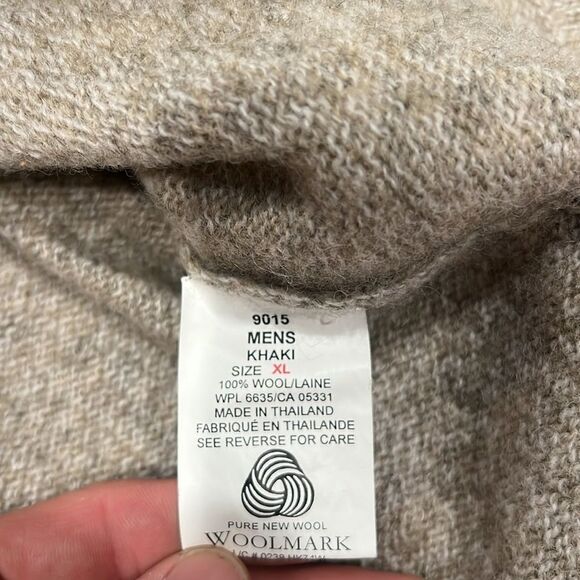 9015
MENS
KHAKI
SIZE XL
100% WOOL/LAINE
WPL 6635/CA 05331
MADE IN THAILAND
FABRIQUÉ EN THAILANDE
SEE REVERSE FOR CARE
PURE NEW WOOL
WOOLMARK